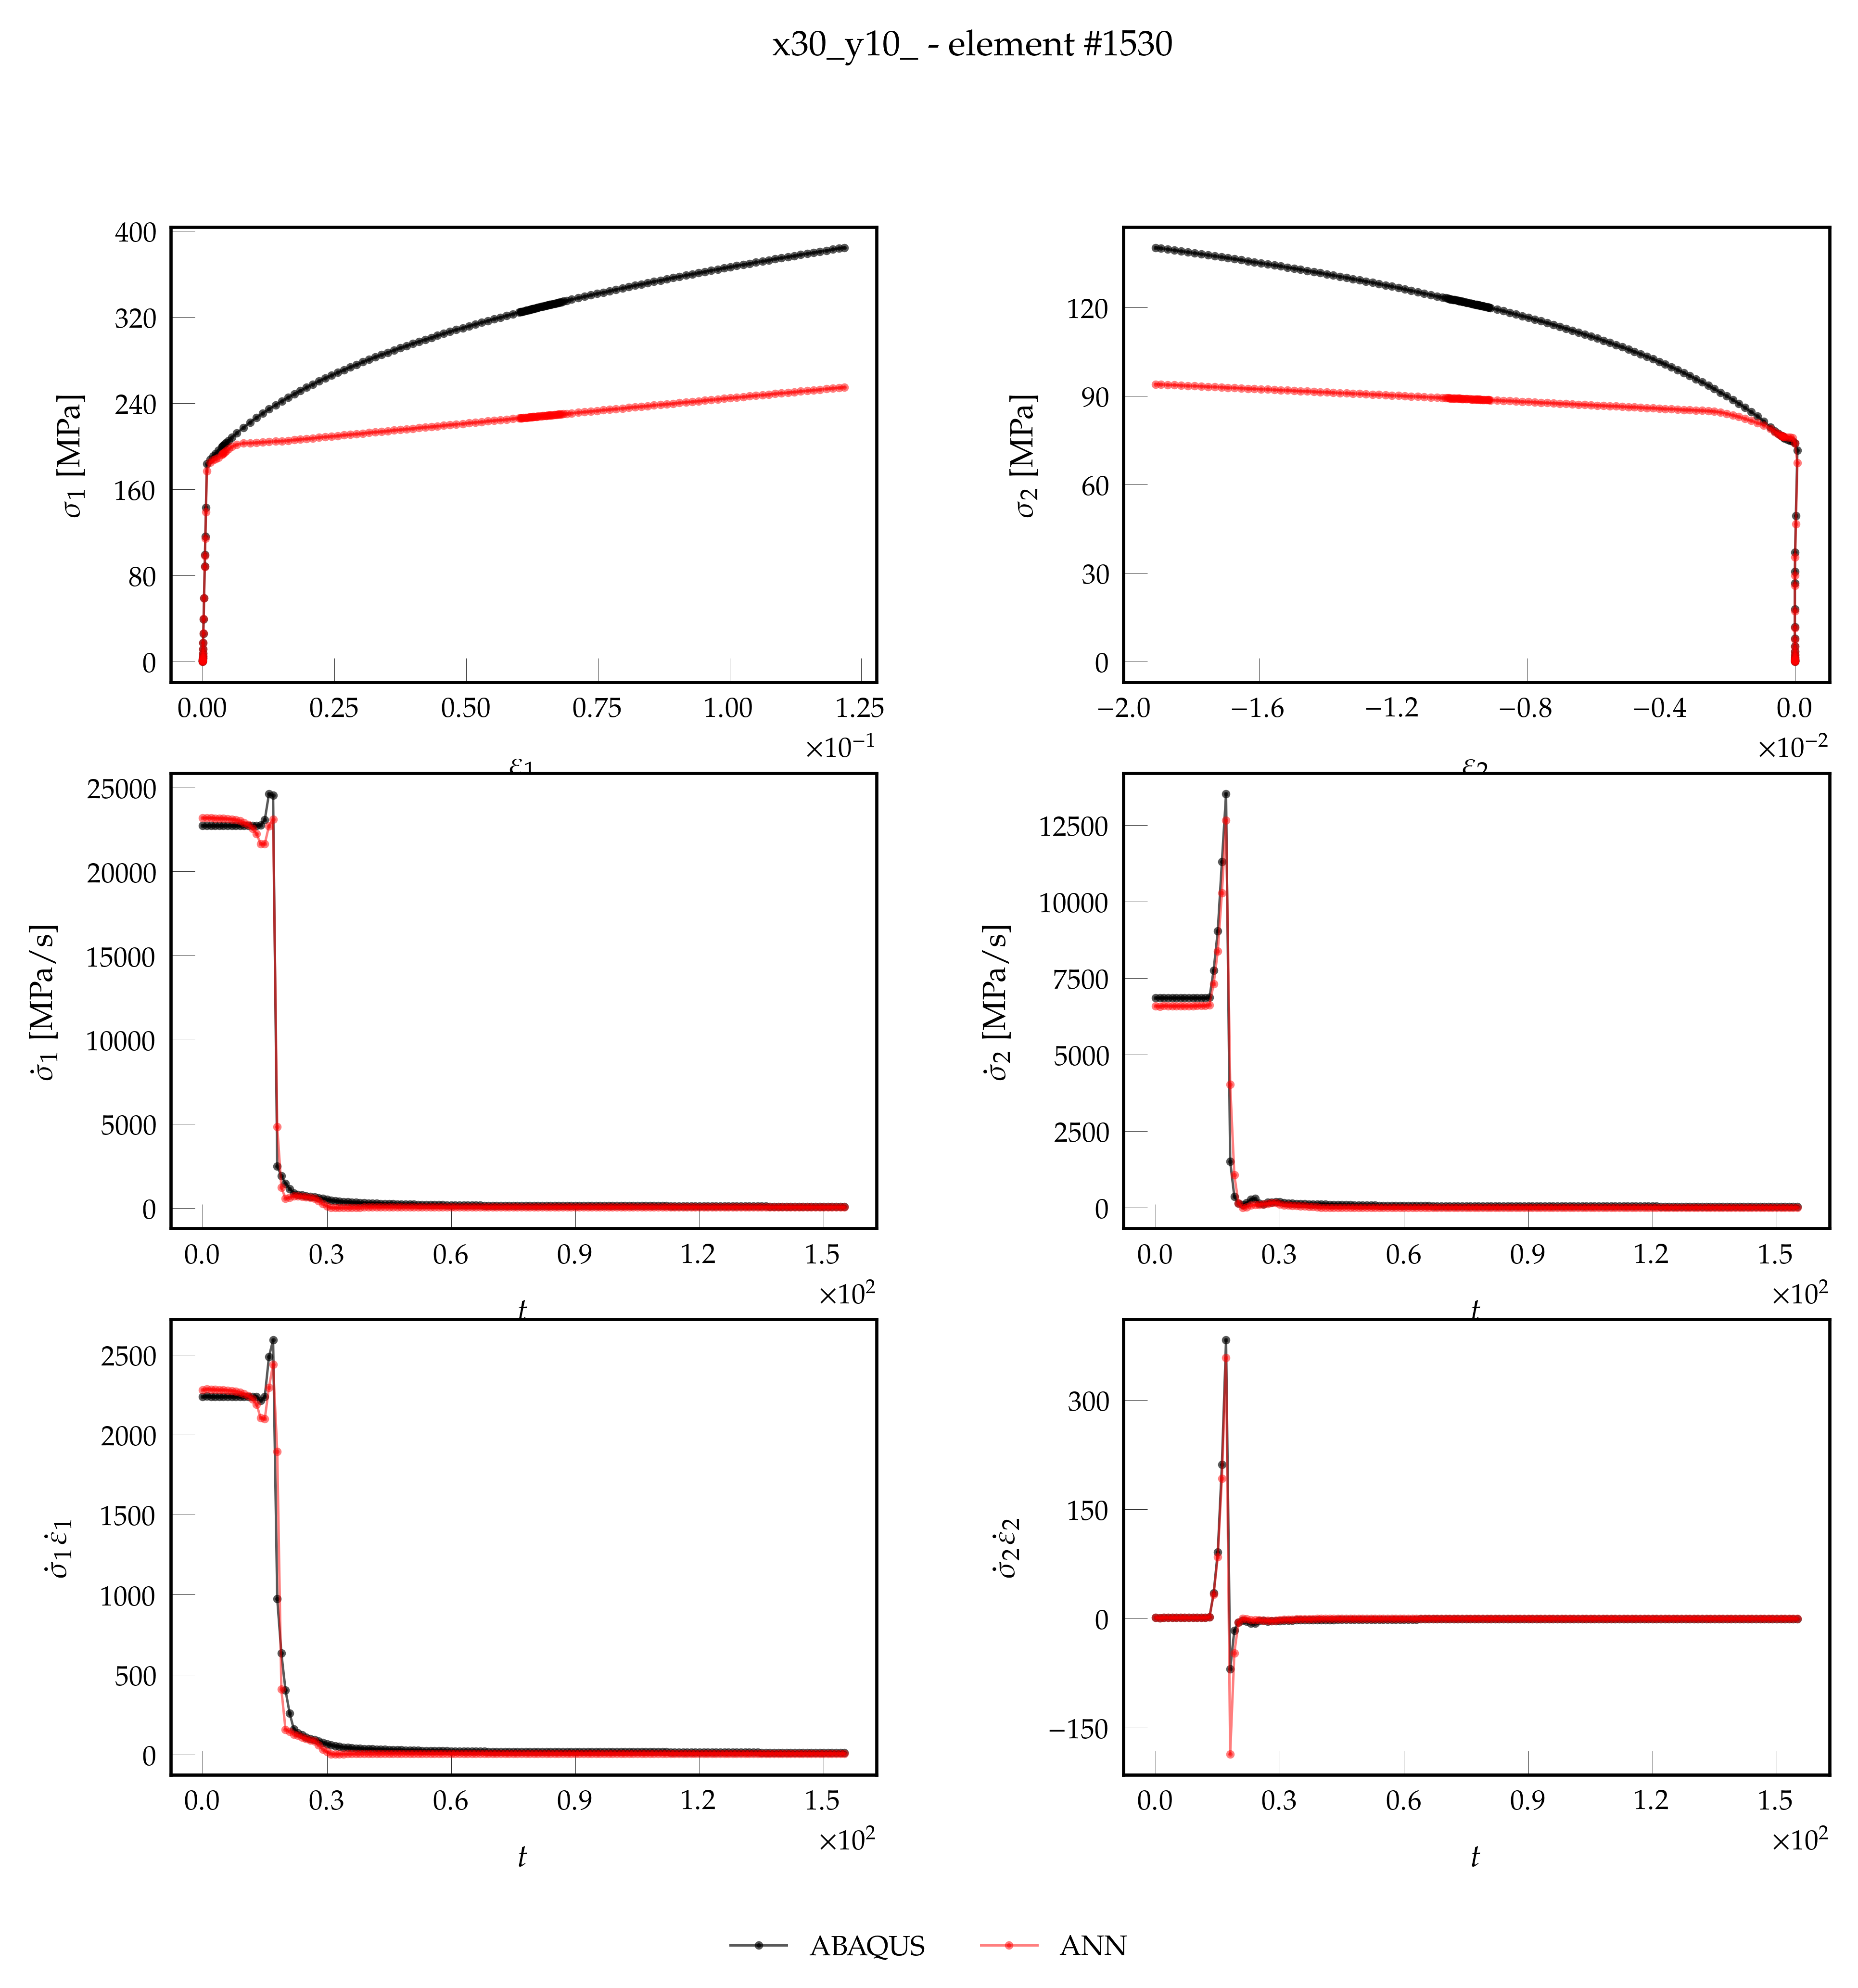 x30_y10_ - element #1530
σ₁ [MPa]
400
320
240
160
80
0
0.00 0.25 0.50 0.75 1.00 1.25
×10⁻¹
ε₁
σ₂ [MPa]
120
90
60
30
0
−2.0 −1.6 −1.2 −0.8 −0.4 0.0
×10⁻²
ε₂
σ̇₁ [MPa/s]
25000
20000
15000
10000
5000
0
0.0 0.3 0.6 0.9 1.2 1.5
×10²
t
σ̇₂ [MPa/s]
12500
10000
7500
5000
2500
0
0.0 0.3 0.6 0.9 1.2 1.5
×10²
t
σ̇₁ε̇₁
2500
2000
1500
1000
500
0
0.0 0.3 0.6 0.9 1.2 1.5
×10²
t
σ̇₂ε̇₂
300
150
0
−150
0.0 0.3 0.6 0.9 1.2 1.5
×10²
t
ABAQUS ANN